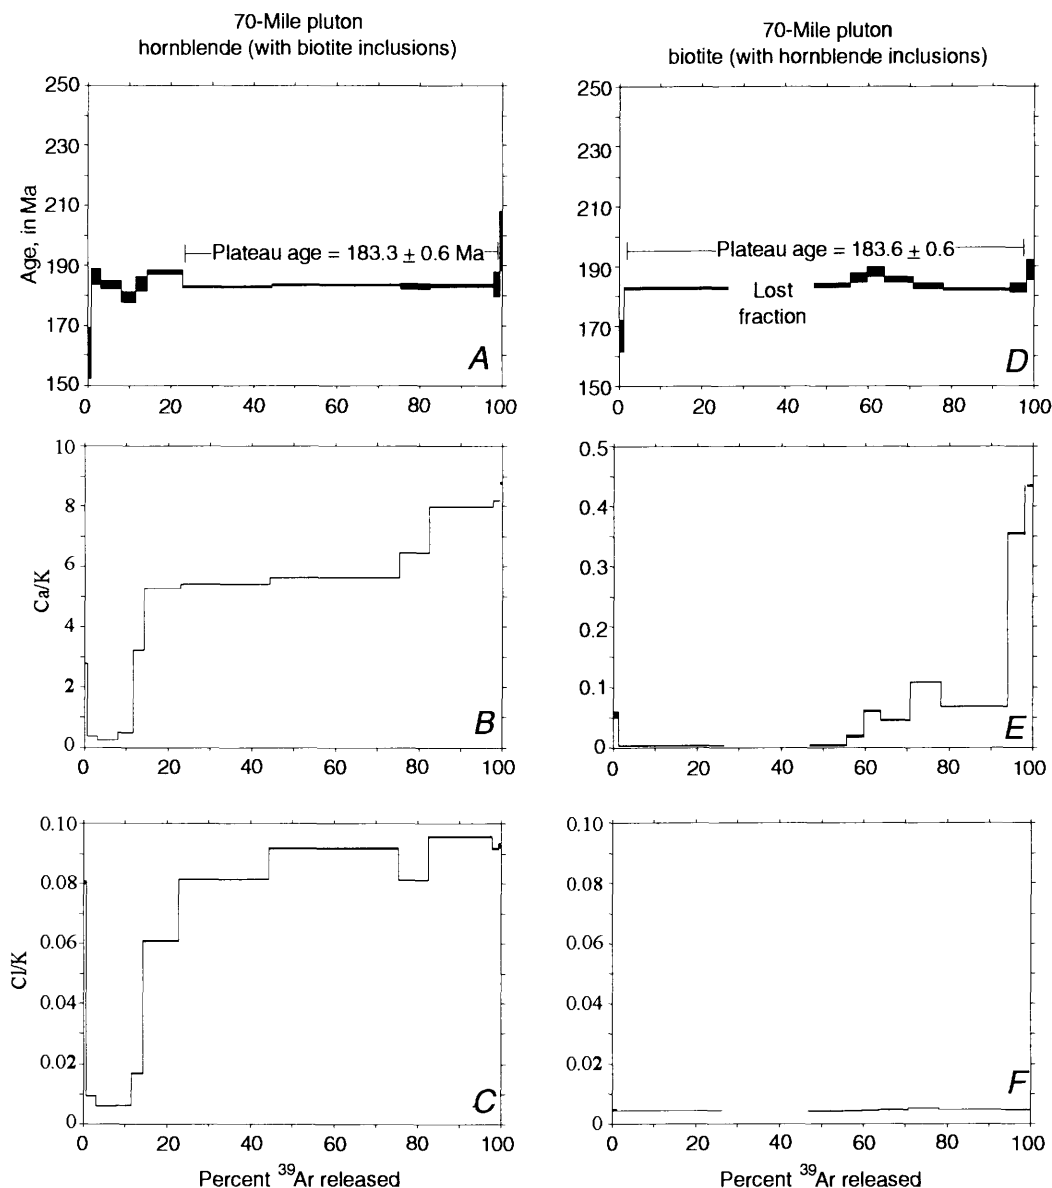 70-Mile pluton
hornblende (with biotite inclusions)
250
230
210
190
170
150
Age, in Ma
Plateau age = 183.3 ± 0.6 Ma
A
0 20 40 60 80 100
70-Mile pluton
biotite (with hornblende inclusions)
250
230
210
190
170
150
Plateau age = 183.6 ± 0.6
Lost
fraction
D
0 20 40 60 80 100
10
8
6
4
2
0
Ca/K
B
0 20 40 60 80 100
0.5
0.4
0.3
0.2
0.1
0
E
0 20 40 60 80 100
0.10
0.08
0.06
0.04
0.02
0
Cl/K
C
0 20 40 60 80 100
Percent ³⁹Ar released
0.10
0.08
0.06
0.04
0.02
0
F
0 20 40 60 80 100
Percent ³⁹Ar released